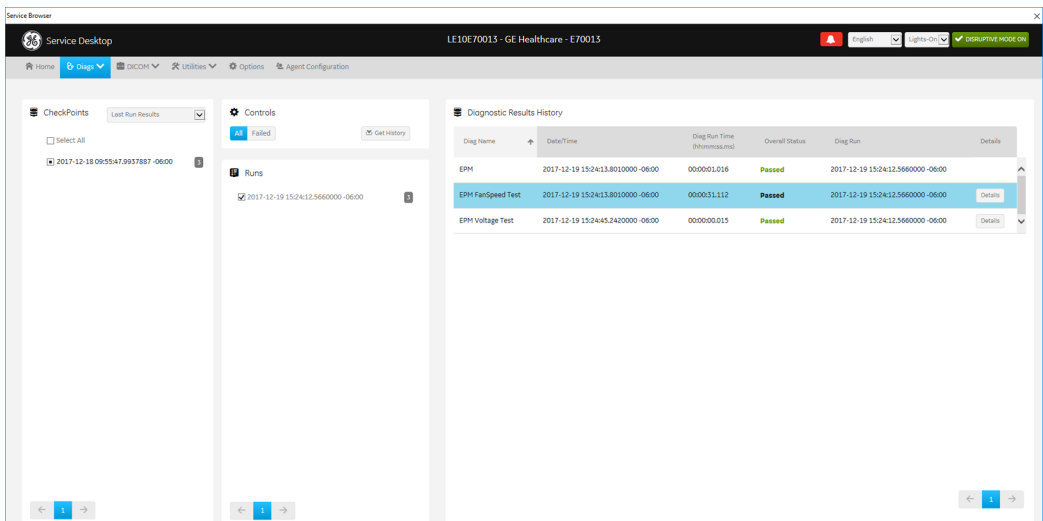 Service Browser
Service Desktop
LE10E70013 - GE Healthcare - E70013
English
Lights-On
DISRUPTIVE MODE ON
Home
Diags
DICOM
Utilities
Options
Agent Configuration
CheckPoints
Last Run Results
Select All
2017-12-18 09:55:47.9937887 -06:00
3
Controls
All
Failed
Get History
Runs
2017-12-19 15:24:12.5660000 -06:00
3
Diagnostic Results History
Diag Name
Date/Time
Diag Run Time
(hh:mm:ss.ms)
Overall Status
Diag Run
Details
EPM 2017-12-19 15:24:13.8010000 -06:00 00:00:01.016 Passed 2017-12-19 15:24:12.5660000 -06:00
EPM FanSpeed Test 2017-12-19 15:24:13.8010000 -06:00 00:00:31.112 Passed 2017-12-19 15:24:12.5660000 -06:00 Details
EPM Voltage Test 2017-12-19 15:24:45.2420000 -06:00 00:00:00.015 Passed 2017-12-19 15:24:12.5660000 -06:00 Details
1
1
1